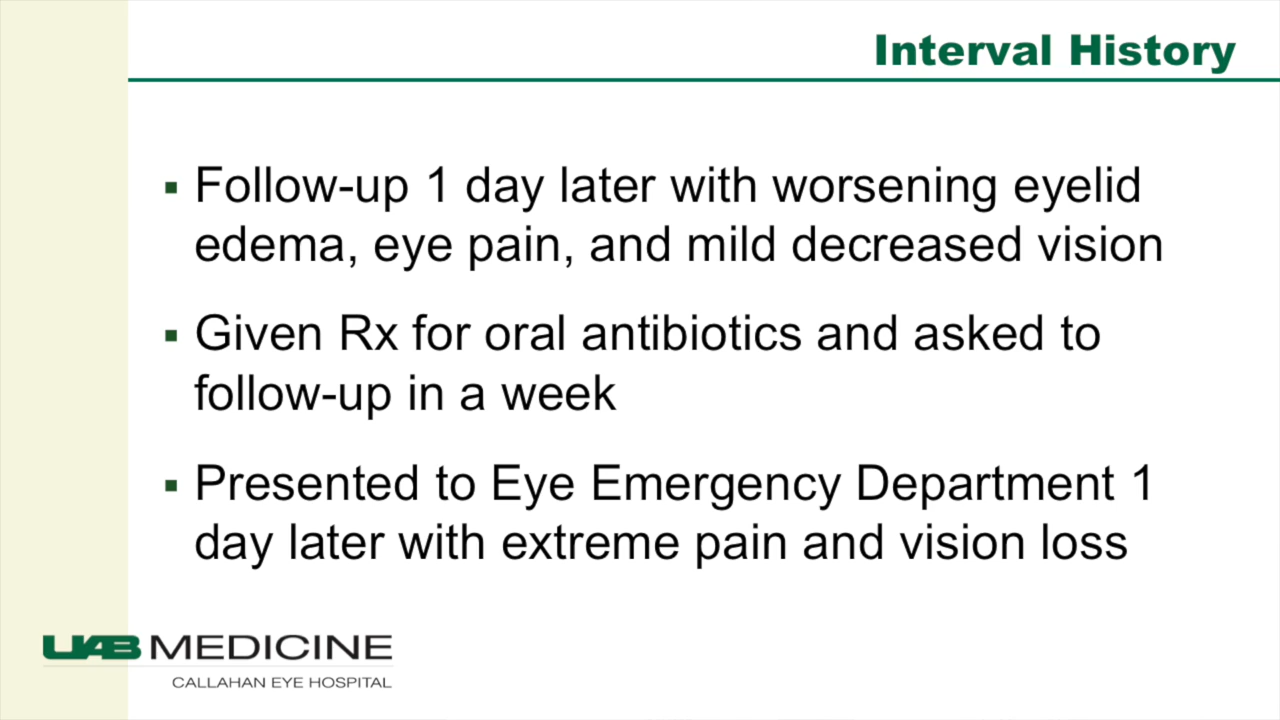 Interval History
▪ Follow-up 1 day later with worsening eyelid
edema, eye pain, and mild decreased vision
▪ Given Rx for oral antibiotics and asked to
follow-up in a week
▪ Presented to Eye Emergency Department 1
day later with extreme pain and vision loss
UAB MEDICINE
CALLAHAN EYE HOSPITAL